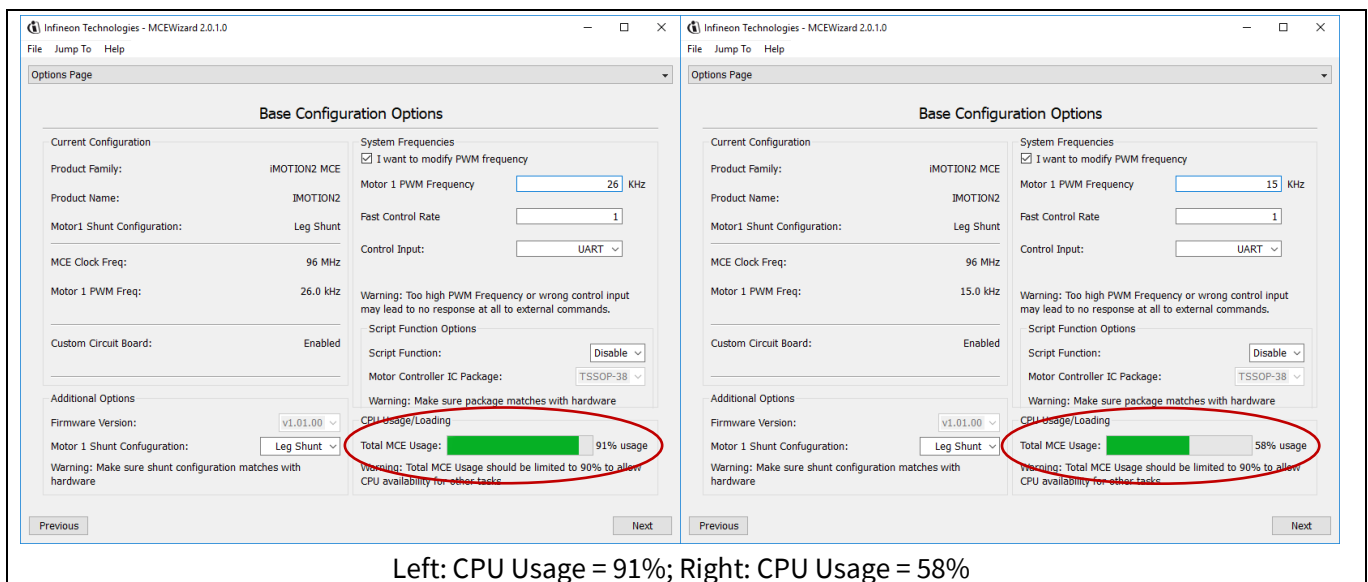 Infineon Technologies - MCEWizard 2.0.1.0
File Jump To Help
Options Page
Base Configuration Options
Current Configuration
Product Family: iMOTION2 MCE
Product Name: IMOTION2
Motor1 Shunt Configuration: Leg Shunt
MCE Clock Freq: 96 MHz
Motor 1 PWM Freq: 26.0 kHz
Custom Circuit Board: Enabled
Additional Options
Firmware Version: v1.01.00
Motor 1 Shunt Confuguration: Leg Shunt
Warning: Make sure shunt configuration matches with
hardware
System Frequencies
I want to modify PWM frequency
Motor 1 PWM Frequency 26 KHz
Fast Control Rate 1
Control Input: UART
Warning: Too high PWM Frequency or wrong control input
may lead to no response at all to external commands.
Script Function Options
Script Function: Disable
Motor Controller IC Package: TSSOP-38
Warning: Make sure package matches with hardware
CPU Usage/Loading
Total MCE Usage: 91% usage
Warning: Total MCE Usage should be limited to 90% to allow
CPU availability for other tasks
Previous Next
Infineon Technologies - MCEWizard 2.0.1.0
File Jump To Help
Options Page
Base Configuration Options
Current Configuration
Product Family: iMOTION2 MCE
Product Name: IMOTION2
Motor1 Shunt Configuration: Leg Shunt
MCE Clock Freq: 96 MHz
Motor 1 PWM Freq: 15.0 kHz
Custom Circuit Board: Enabled
Additional Options
Firmware Version: v1.01.00
Motor 1 Shunt Confuguration: Leg Shunt
Warning: Make sure shunt configuration matches with
hardware
System Frequencies
I want to modify PWM frequency
Motor 1 PWM Frequency 15 KHz
Fast Control Rate 1
Control Input: UART
Warning: Too high PWM Frequency or wrong control input
may lead to no response at all to external commands.
Script Function Options
Script Function: Disable
Motor Controller IC Package: TSSOP-38
Warning: Make sure package matches with hardware
CPU Usage/Loading
Total MCE Usage: 58% usage
Warning: Total MCE Usage should be limited to 90% to allow
CPU availability for other tasks
Previous Next
Left: CPU Usage = 91%; Right: CPU Usage = 58%